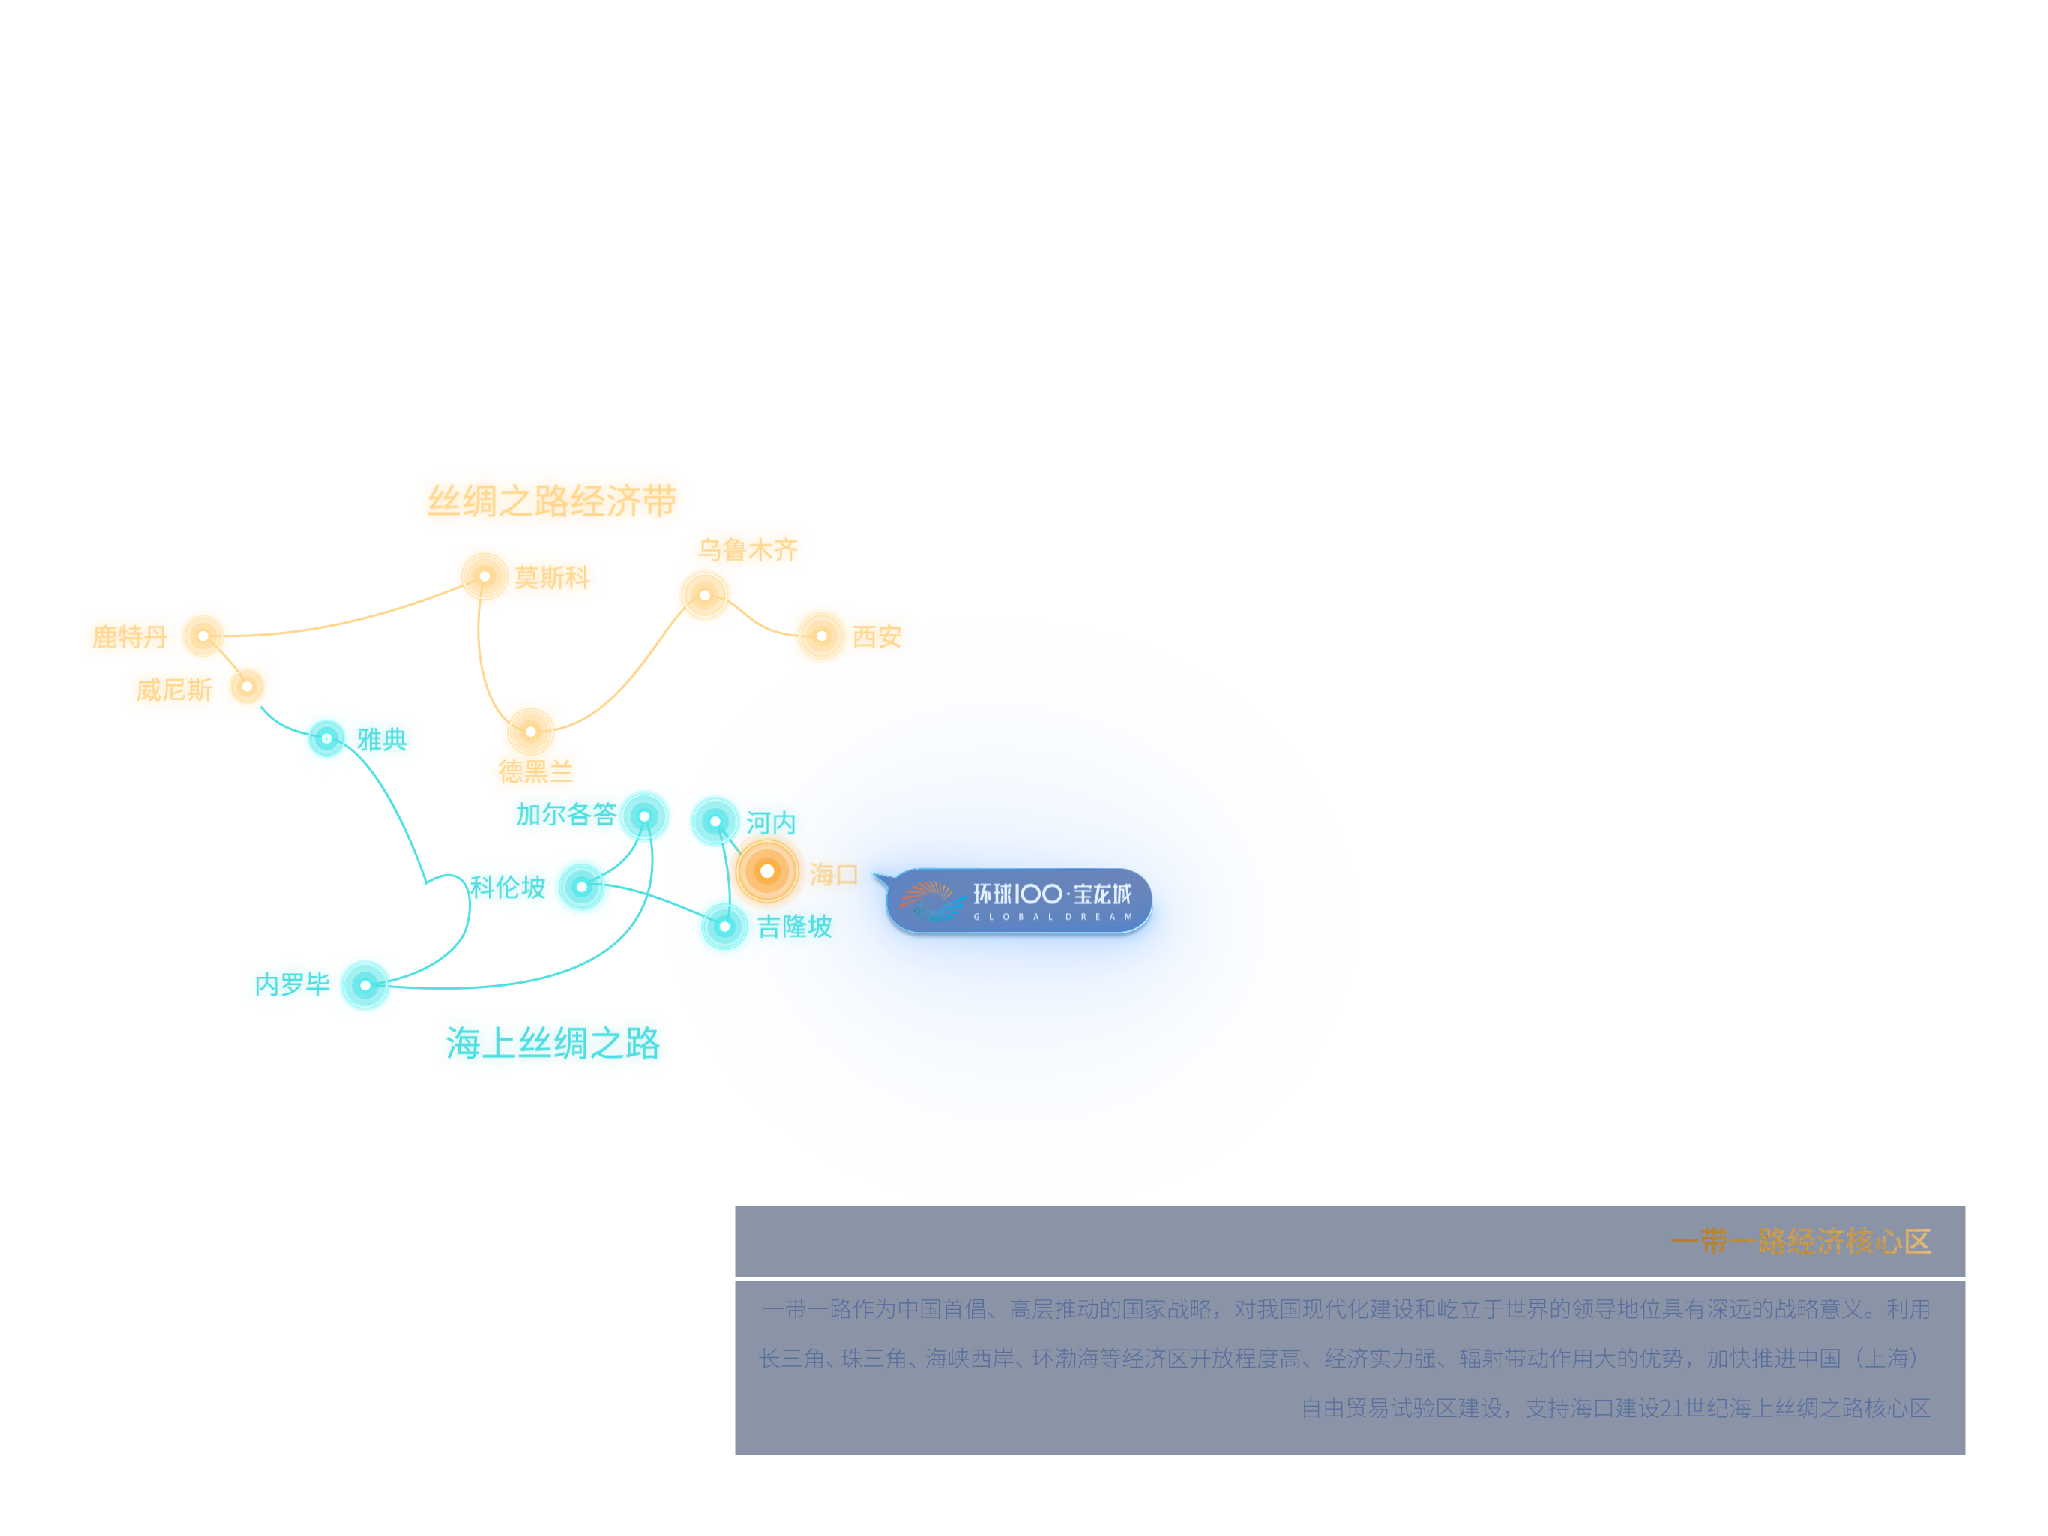 丝绸之路经济带
乌鲁木齐
莫斯科
鹿特丹
西安
威尼斯
雅典
德黑兰
加尔各答
河内
海口
科伦坡
环球100·宝龙城
GLOBAL DREAM
吉隆坡
内罗毕
海上丝绸之路
一带一路经济核心区
一带一路作为中国首倡、高层推动的国家战略，对我国现代化建设和屹立于世界的领导地位具有深远的战略意义。利用
长三角、珠三角、海峡西岸、环渤海等经济区开放程度高、经济实力强、辐射带动作用大的优势，加快推进中国（上海）
自由贸易试验区建设，支持海口建设21世纪海上丝绸之路核心区